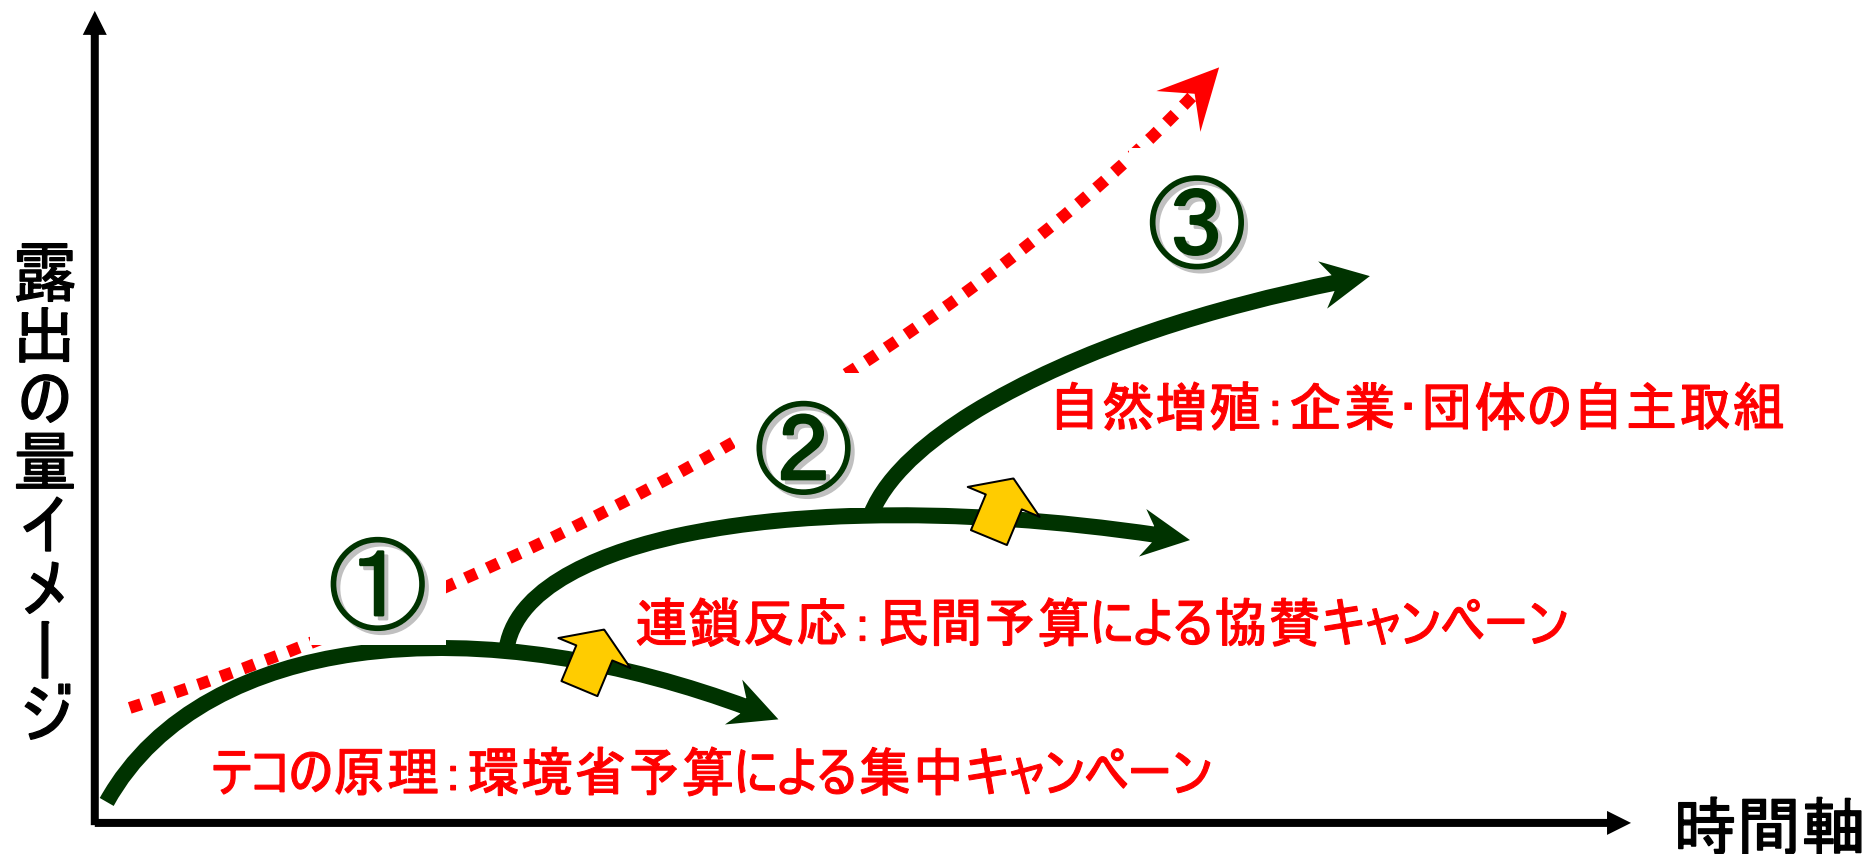 露出の量イメージ
③
自然増殖：企業・団体の自主取組
②
①
連鎖反応：民間予算による協賛キャンペーン
テコの原理：環境省予算による集中キャンペーン
時間軸